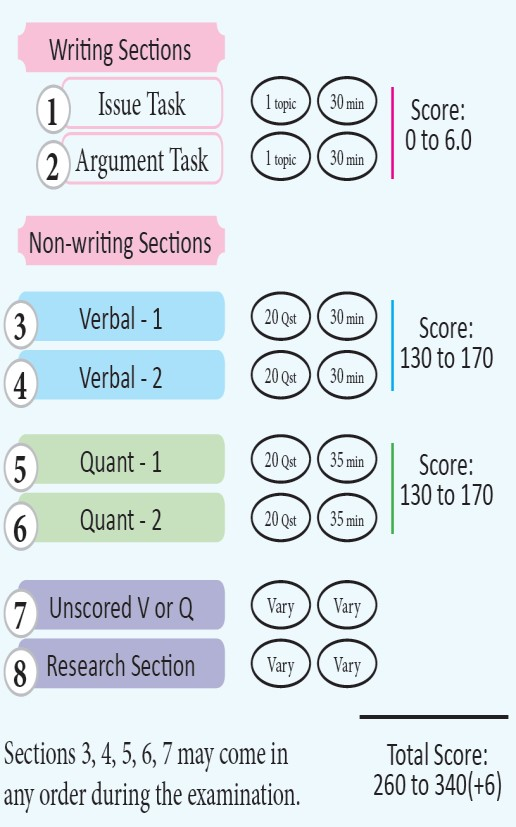 Writing Sections
1 Issue Task 1 topic 30 min
2 Argument Task 1 topic 30 min
Score:
0 to 6.0
Non-writing Sections
3 Verbal - 1 20 Qst 30 min
4 Verbal - 2 20 Qst 30 min
Score:
130 to 170
5 Quant - 1 20 Qst 35 min
6 Quant - 2 20 Qst 35 min
Score:
130 to 170
7 Unscored V or Q Vary Vary
8 Research Section Vary Vary
Sections 3, 4, 5, 6, 7 may come in
any order during the examination.
Total Score:
260 to 340(+6)